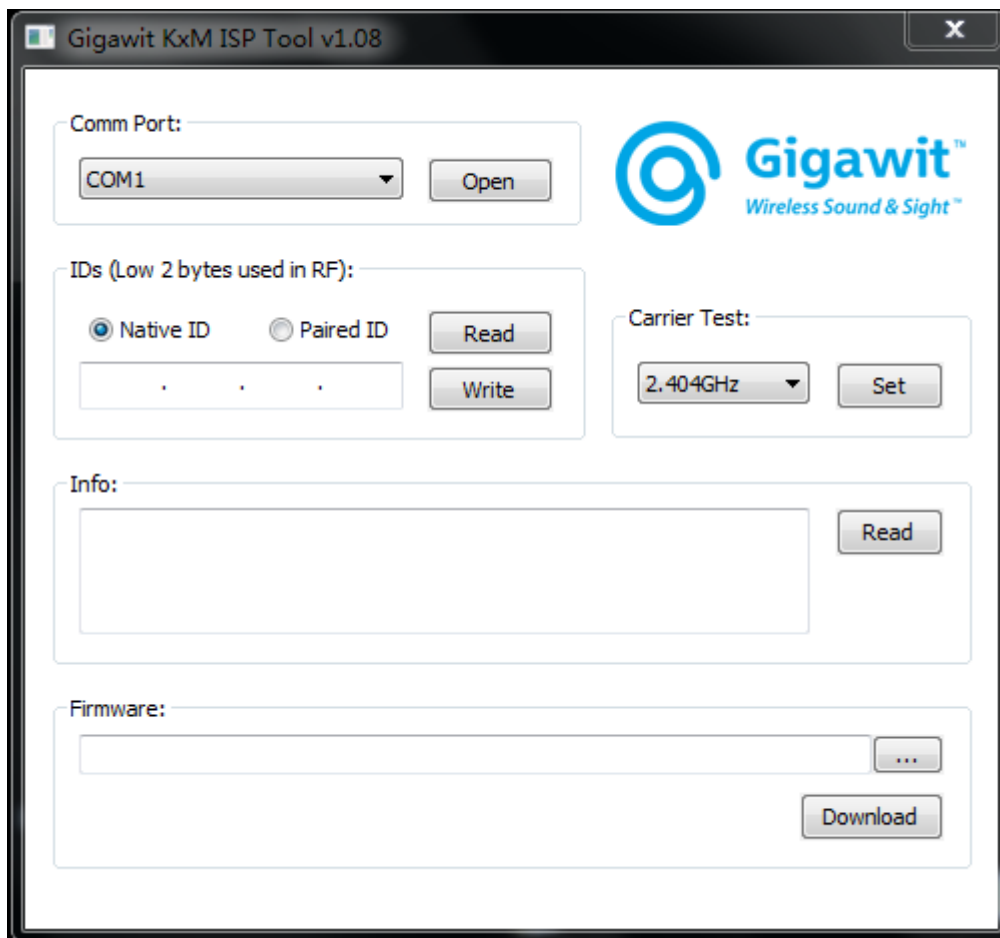 Gigawit KxM ISP Tool v1.08
x
Comm Port:
COM1
Open
Gigawit™
Wireless Sound & Sight™
IDs (Low 2 bytes used in RF):
Native ID
Paired ID
Read
. . .
Write
Carrier Test:
2.404GHz
Set
Info:
Read
Firmware:
...
Download